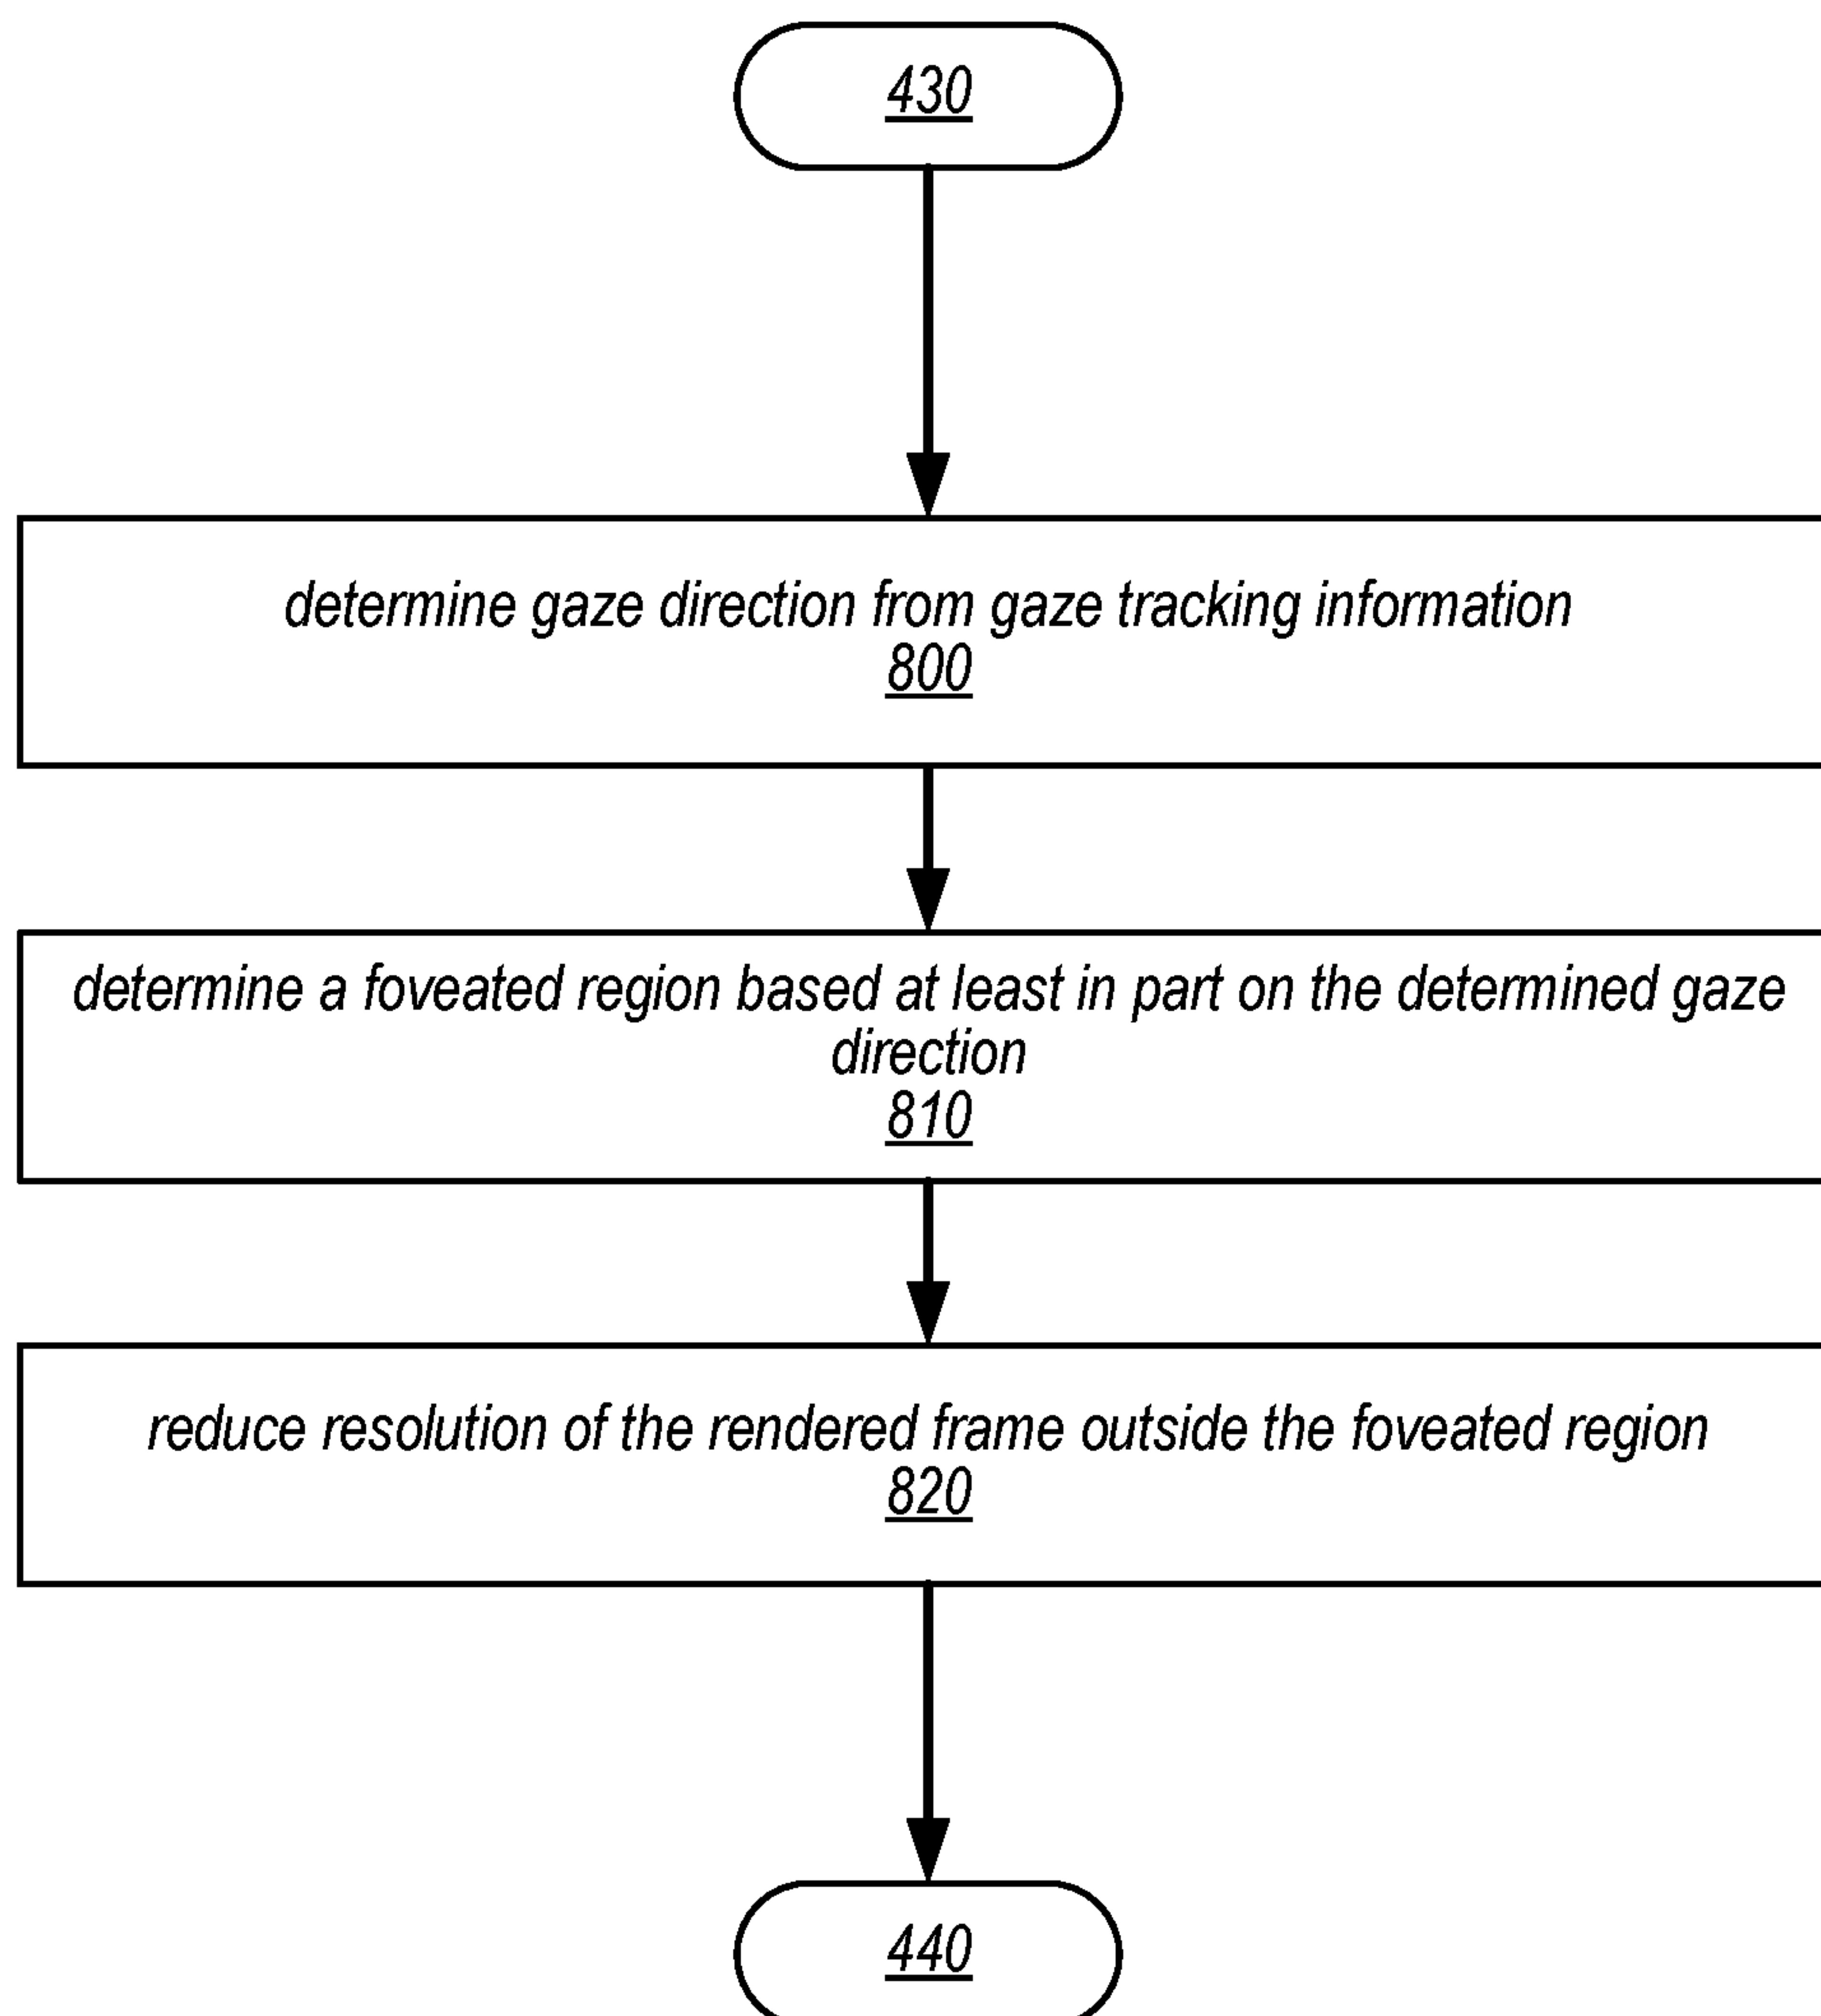 430
determine gaze direction from gaze tracking information
800
determine a foveated region based at least in part on the determined gaze
direction
810
reduce resolution of the rendered frame outside the foveated region
820
440